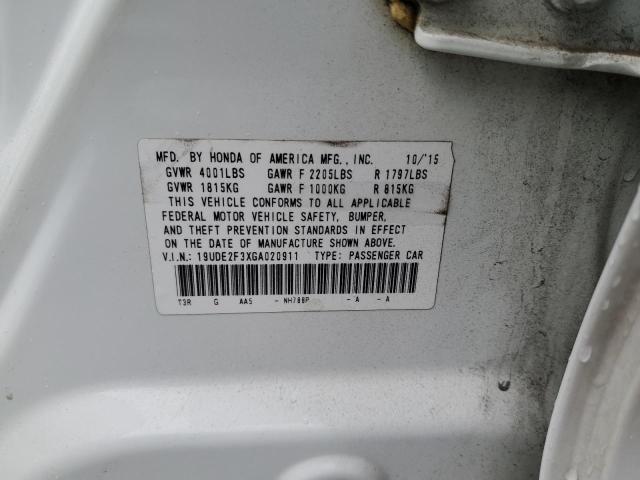 MFD. BY HONDA OF AMERICA MFG., INC. 10/'15
GVWR 4001LBS GAWR F 2205LBS R 1797LBS
GVWR 1815KG GAWR F 1000KG R 815KG
THIS VEHICLE CONFORMS TO ALL APPLICABLE
FEDERAL MOTOR VEHICLE SAFETY, BUMPER,
AND THEFT PREVENTION STANDARDS IN EFFECT
ON THE DATE OF MANUFACTURE SHOWN ABOVE.
V.I.N.: 19UDE2F3XGA020911 TYPE: PASSENGER CAR
T3R G AA5 - NH788P - A - A